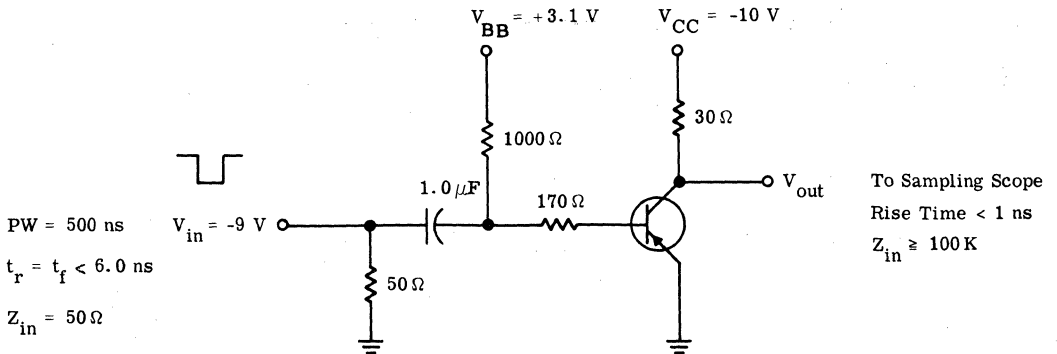 V_BB = +3.1 V
V_CC = -10 V
30 Ω
1000 Ω
1.0 μF
170 Ω
V_out
To Sampling Scope
Rise Time < 1 ns
Z_in ≧ 100 K
PW = 500 ns
V_in = -9 V
t_r = t_f < 6.0 ns
50 Ω
Z_in = 50 Ω